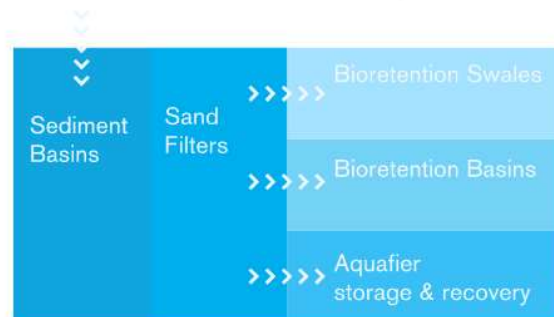 Sediment
Basins
Sand
Filters
Bioretention Swales
Bioretention Basins
Aquafier
storage & recovery